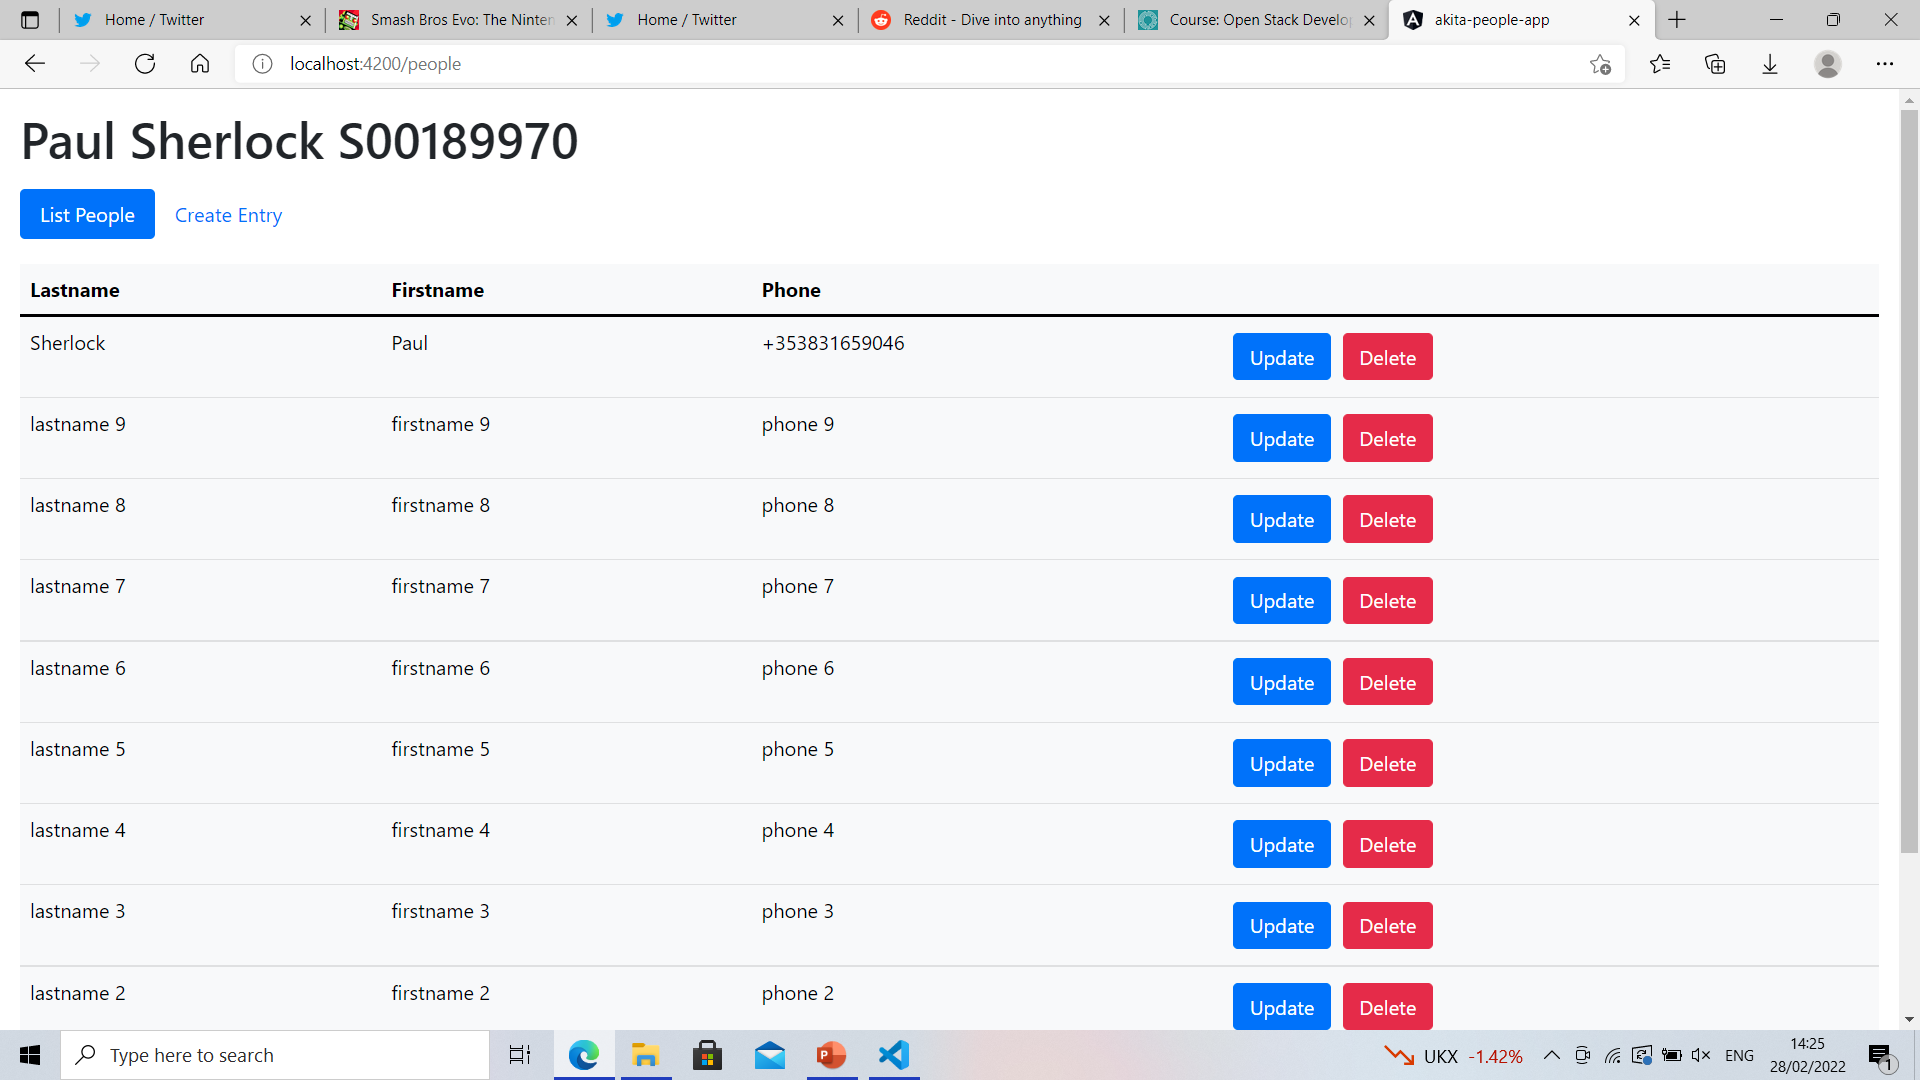 Home / Twitter
Smash Bros Evo: The Ninten
Home / Twitter
Reddit - Dive into anything
Course: Open Stack Develop
akita-people-app
localhost:4200/people
Paul Sherlock S00189970
List People Create Entry
Lastname Firstname Phone
Sherlock Paul +353831659046 Update Delete
lastname 9 firstname 9 phone 9 Update Delete
lastname 8 firstname 8 phone 8 Update Delete
lastname 7 firstname 7 phone 7 Update Delete
lastname 6 firstname 6 phone 6 Update Delete
lastname 5 firstname 5 phone 5 Update Delete
lastname 4 firstname 4 phone 4 Update Delete
lastname 3 firstname 3 phone 3 Update Delete
lastname 2 firstname 2 phone 2 Update Delete
Type here to search
UKX -1.42%
ENG
14:25
28/02/2022
1